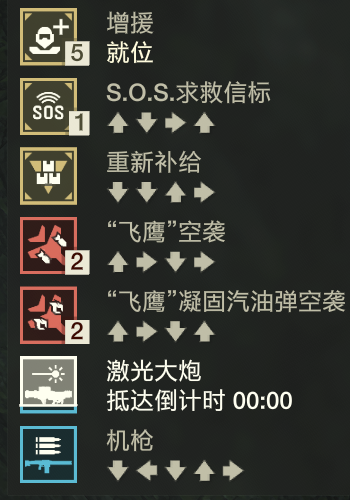 增援
5
就位
SOS
1
S.O.S.求救信标
↑↓→↑
重新补给
↓↓↑→
2
“飞鹰”空袭
↑→↓→
2
“飞鹰”凝固汽油弹空袭
↑→↓↑
激光大炮
抵达倒计时 00:00
机枪
↓←↓↑→